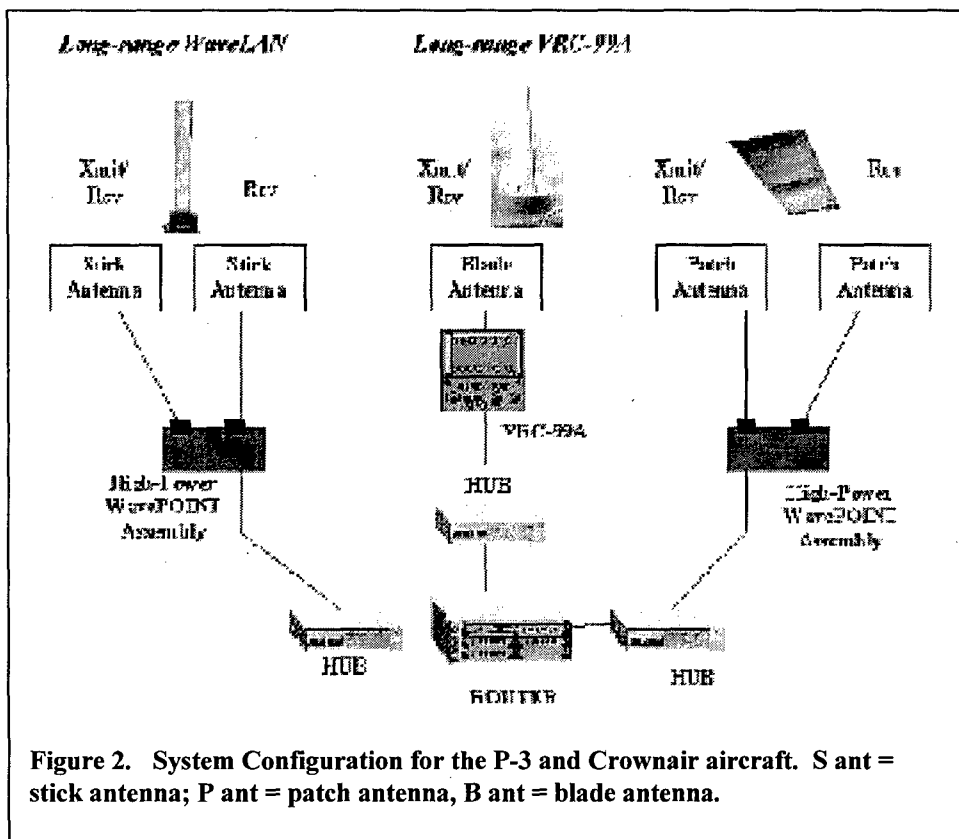 Long-range WaveLAN
Long-range VRC-99A
Xmit/
Rcv
Rcv
Xmit/
Rcv
Xmit/
Rcv
Rcv
Stick
Antenna
Stick
Antenna
Blade
Antenna
Patch
Antenna
Patch
Antenna
VRC-99A
HUB
High-Power
WavePOINT
Assembly
High-Power
WavePOINT
Assembly
HUB
ROUTER
HUB
Figure 2. System Configuration for the P-3 and Crownair aircraft. S ant =
stick antenna; P ant = patch antenna, B ant = blade antenna.